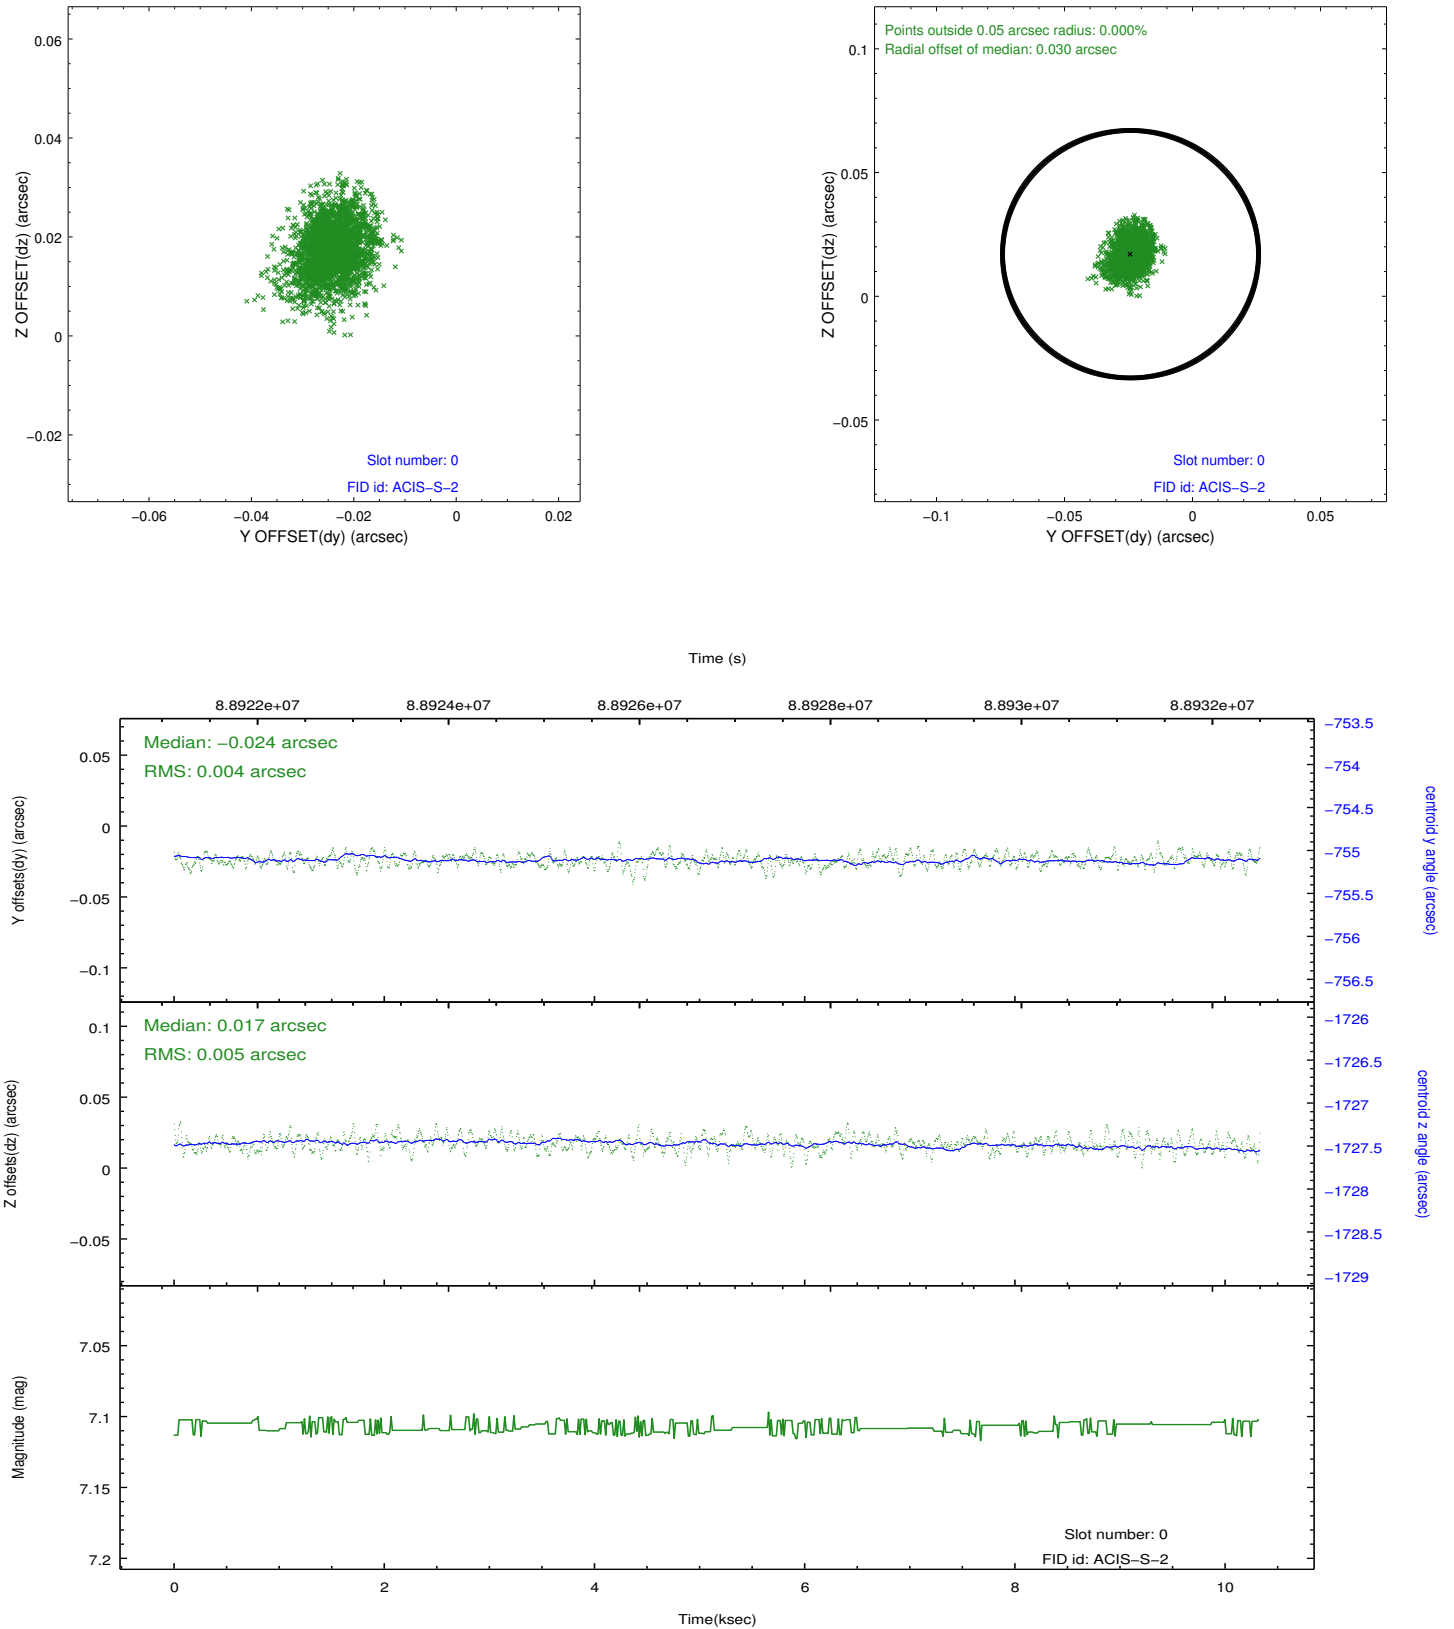 0.06
0.04
0.02
0
−0.02
Z OFFSET(dz) (arcsec)
Slot number: 0
FID id: ACIS−S−2
−0.06 −0.04 −0.02 0 0.02
Y OFFSET(dy) (arcsec)
Points outside 0.05 arcsec radius: 0.000%
Radial offset of median: 0.030 arcsec
0.1
0.05
0
−0.05
Z OFFSET(dz) (arcsec)
Slot number: 0
FID id: ACIS−S−2
−0.1 −0.05 0 0.05
Y OFFSET(dy) (arcsec)
Time (s)
8.8922e+07 8.8924e+07 8.8926e+07 8.8928e+07 8.893e+07 8.8932e+07
Median: −0.024 arcsec
RMS: 0.004 arcsec
0.05
0
−0.05
−0.1
Y offsets(dy) (arcsec)
−753.5
−754
−754.5
−755
−755.5
−756
−756.5
centroid y angle (arcsec)
Median: 0.017 arcsec
RMS: 0.005 arcsec
0.1
0.05
0
−0.05
Z offsets(dz) (arcsec)
−1726
−1726.5
−1727
−1727.5
−1728
−1728.5
−1729
centroid z angle (arcsec)
7.05
7.1
7.15
7.2
Magnitude (mag)
Slot number: 0
FID id: ACIS−S−2
0 2 4 6 8 10
Time(ksec)